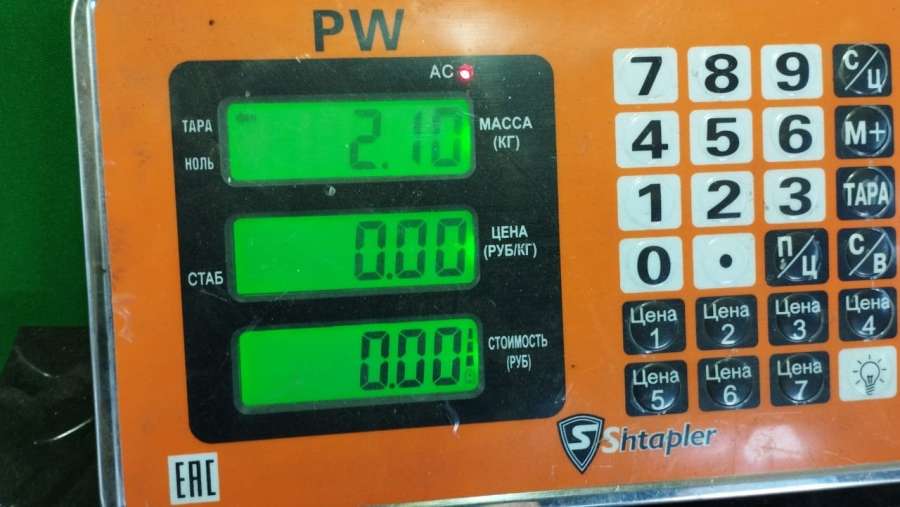 PW
AC
ТАРА
НОЛЬ
2.10
МАССА
(КГ)
СТАБ
0.00
ЦЕНА
(РУБ/КГ)
0.00
СТОИМОСТЬ
(РУБ)
7 8 9 С/Ц
4 5 6 М+
1 2 3 ТАРА
0 . П/Ц С/В
Цена 1 Цена 2 Цена 3 Цена 4
Цена 5 Цена 6 Цена 7
S Shtapler
EAC